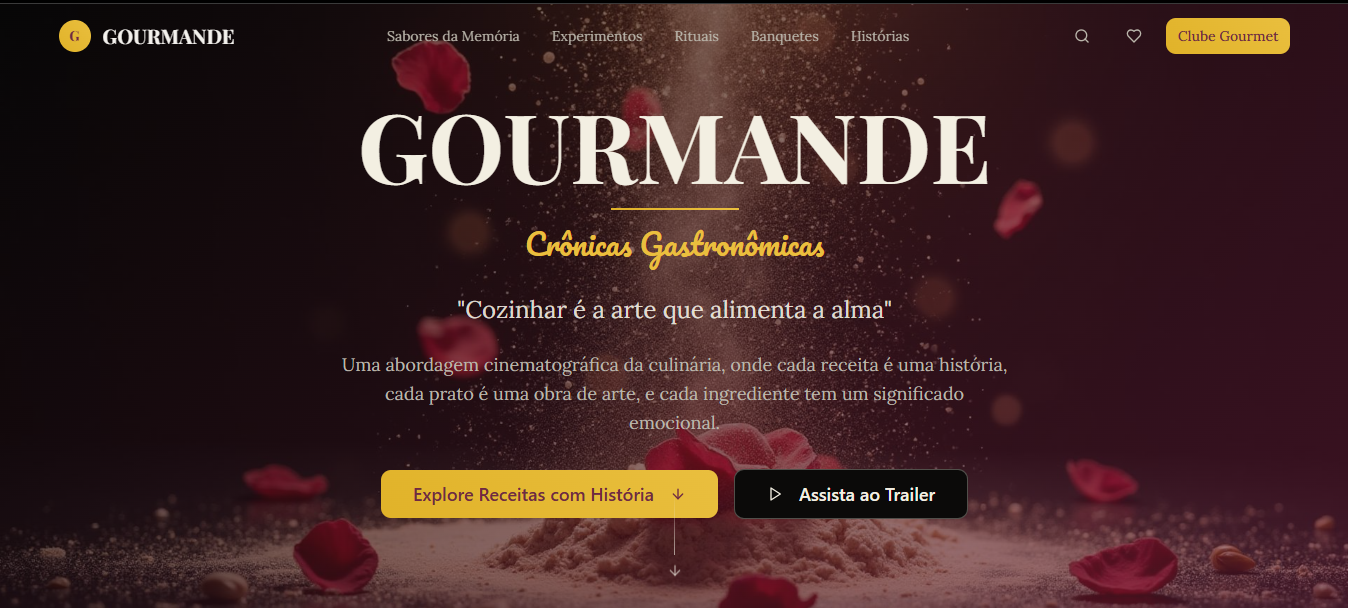 G GOURMANDE Sabores da Memória Experimentos Rituais Banquetes Histórias Clube Gourmet
GOURMANDE
Crônicas Gastronômicas
"Cozinhar é a arte que alimenta a alma"
Uma abordagem cinematográfica da culinária, onde cada receita é uma história,
cada prato é uma obra de arte, e cada ingrediente tem um significado
emocional.
Explore Receitas com História Assista ao Trailer